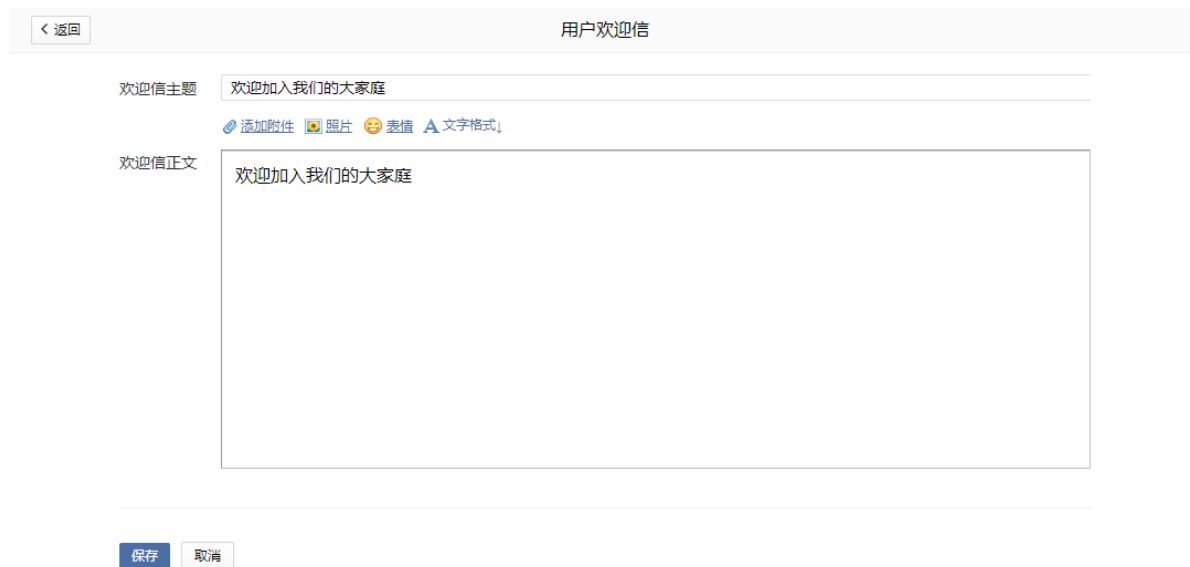 返回
用户欢迎信
欢迎信主题 欢迎加入我们的大家庭
添加附件 照片 表情 A 文字格式↓
欢迎信正文 欢迎加入我们的大家庭
保存 取消